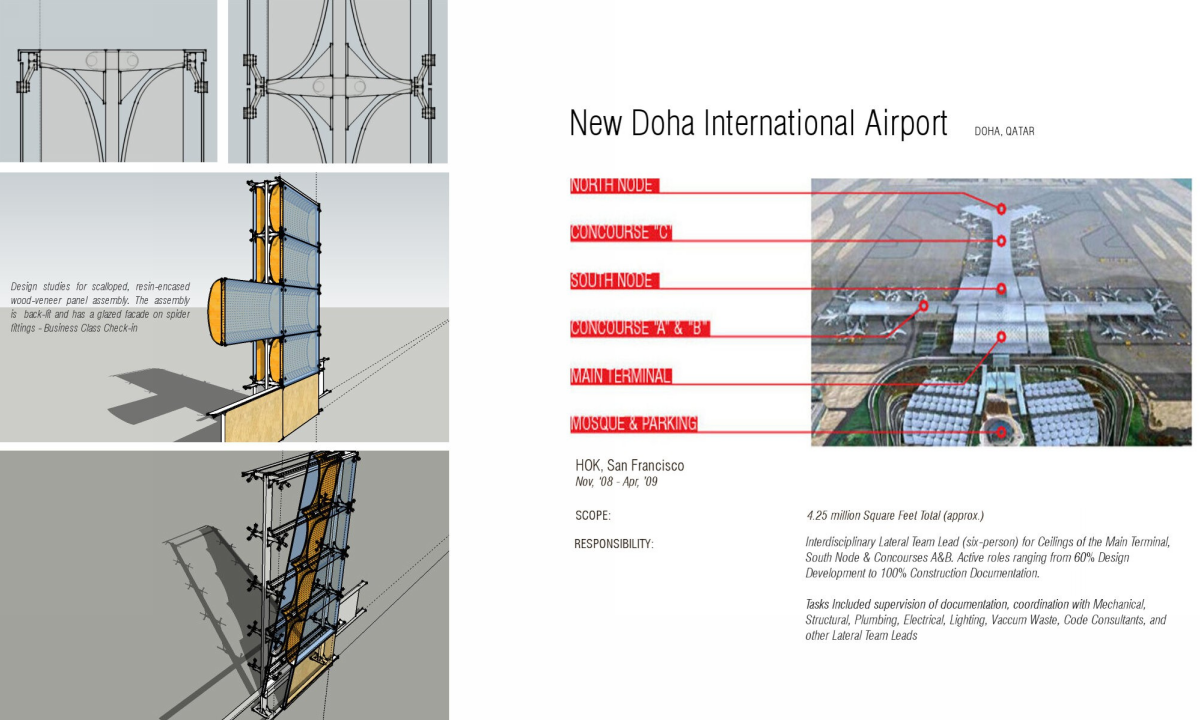 Design studies for scalloped, resin-encased
wood-veneer panel assembly. The assembly
is back-fit and has a glazed facade on spider
fittings - Business Class Check-in
New Doha International Airport
DOHA, QATAR
NORTH NODE
CONCOURSE "C"
SOUTH NODE
CONCOURSE "A" & "B"
MAIN TERMINAL
MOSQUE & PARKING
HOK, San Francisco
Nov, '08 - Apr, '09
SCOPE:
4.25 million Square Feet Total (approx.)
RESPONSIBILITY:
Interdisciplinary Lateral Team Lead (six-person) for Ceilings of the Main Terminal,
South Node & Concourses A&B. Active roles ranging from 60% Design
Development to 100% Construction Documentation.
Tasks Included supervision of documentation, coordination with Mechanical,
Structural, Plumbing, Electrical, Lighting, Vaccum Waste, Code Consultants, and
other Lateral Team Leads